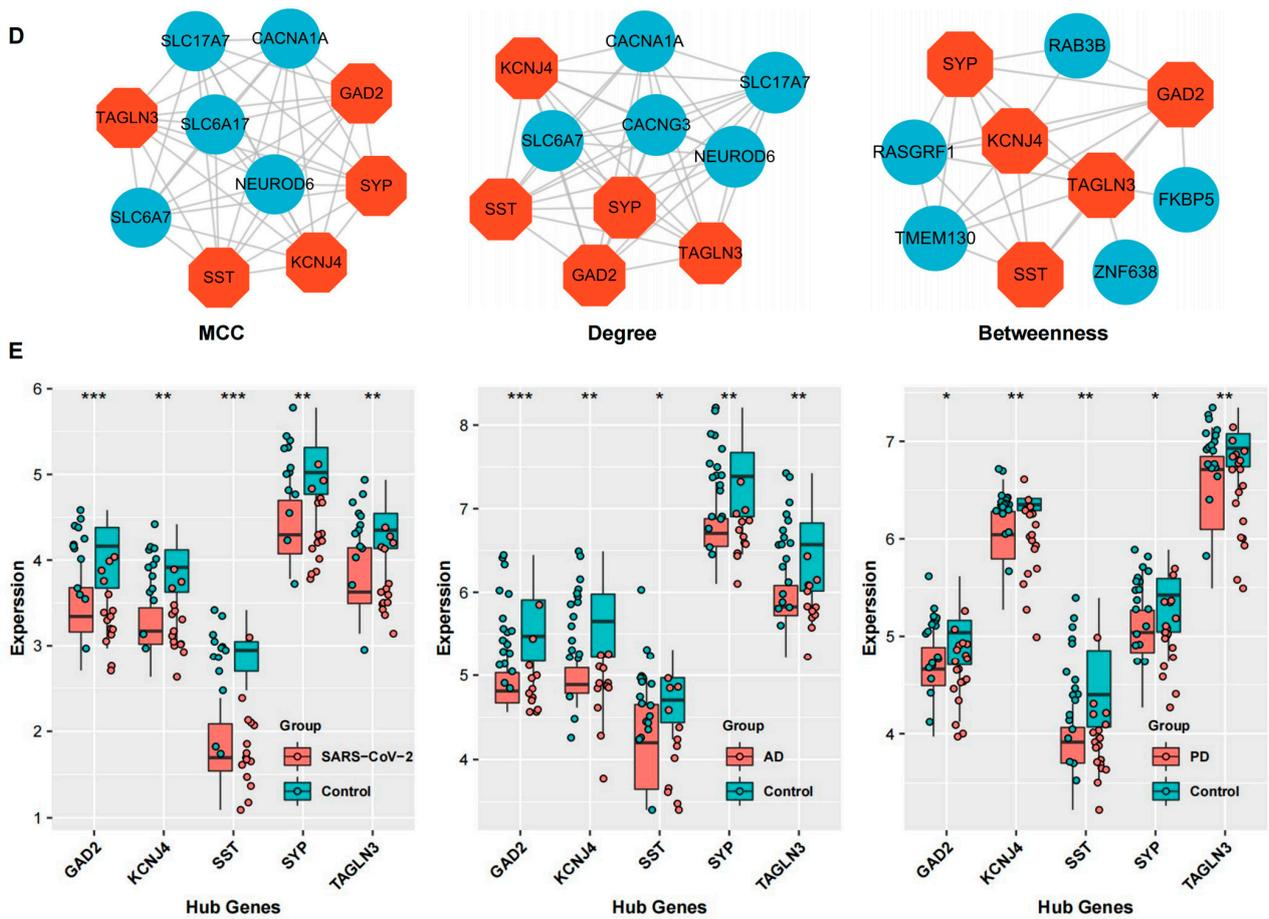 D
SLC17A7
CACNA1A
GAD2
TAGLN3
SLC6A17
NEUROD6
SYP
SLC6A7
KCNJ4
SST
MCC
CACNA1A
KCNJ4
SLC17A7
CACNG3
SLC6A7
NEUROD6
SST
SYP
TAGLN3
GAD2
Degree
RAB3B
SYP
GAD2
KCNJ4
RASGRF1
TAGLN3
FKBP5
TMEM130
SST
ZNF638
Betweenness
E
6
5
4
3
2
1
Experssion
*** ** *** ** **
Group
SARS-CoV-2
Control
GAD2 KCNJ4 SST SYP TAGLN3
Hub Genes
8
7
6
5
4
Experssion
*** ** * ** **
Group
AD
Control
GAD2 KCNJ4 SST SYP TAGLN3
Hub Genes
7
6
5
4
Experssion
* ** ** * **
Group
PD
Control
GAD2 KCNJ4 SST SYP TAGLN3
Hub Genes